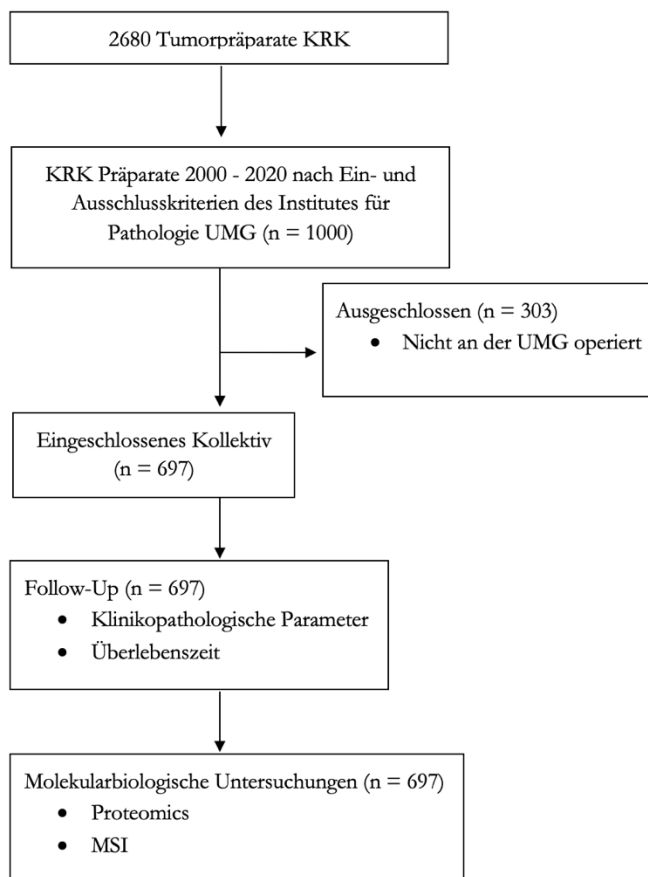 2680 Tumorpräparate KRK
KRK Präparate 2000 - 2020 nach Ein- und
Ausschlusskriterien des Institutes für
Pathologie UMG (n = 1000)
Ausgeschlossen (n = 303)
• Nicht an der UMG operiert
Eingeschlossenes Kollektiv
(n = 697)
Follow-Up (n = 697)
• Klinikopathologische Parameter
• Überlebenszeit
Molekularbiologische Untersuchungen (n = 697)
• Proteomics
• MSI